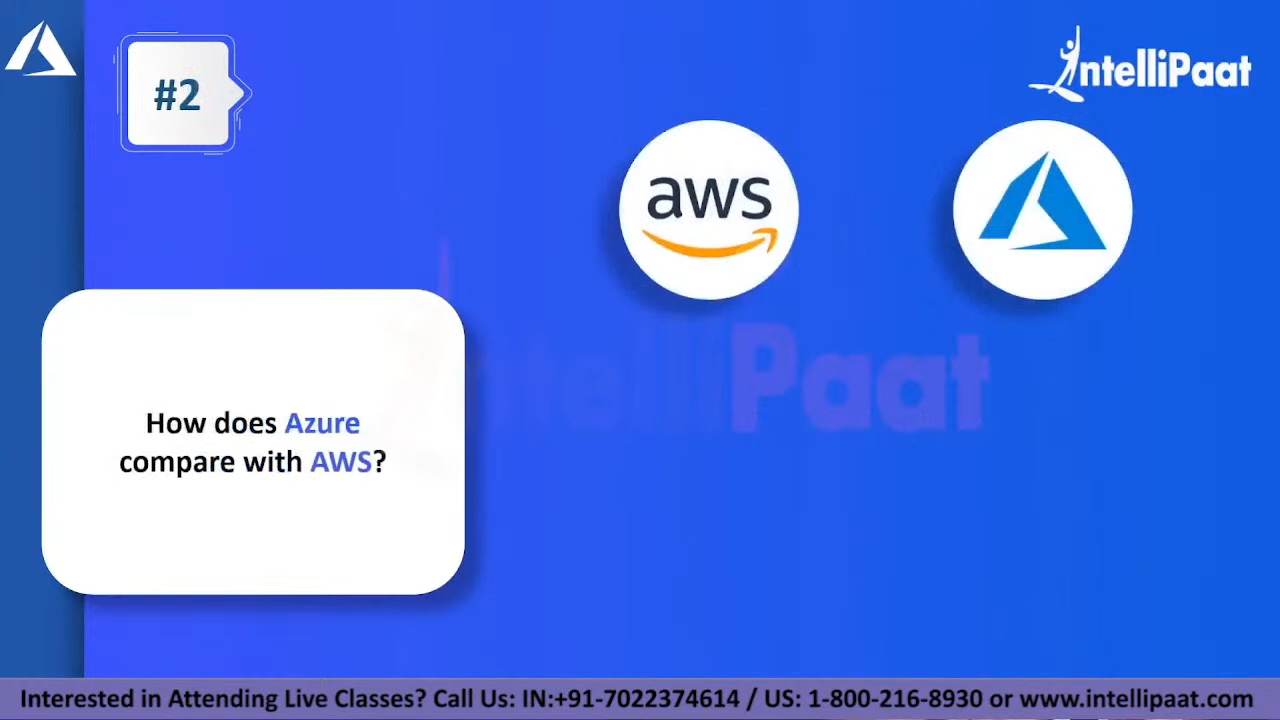 #2
IntelliPaat
aws
IntelliPaat
How does Azure
compare with AWS?
Interested in Attending Live Classes? Call Us: IN:+91-7022374614 / US: 1-800-216-8930 or www.intellipaat.com